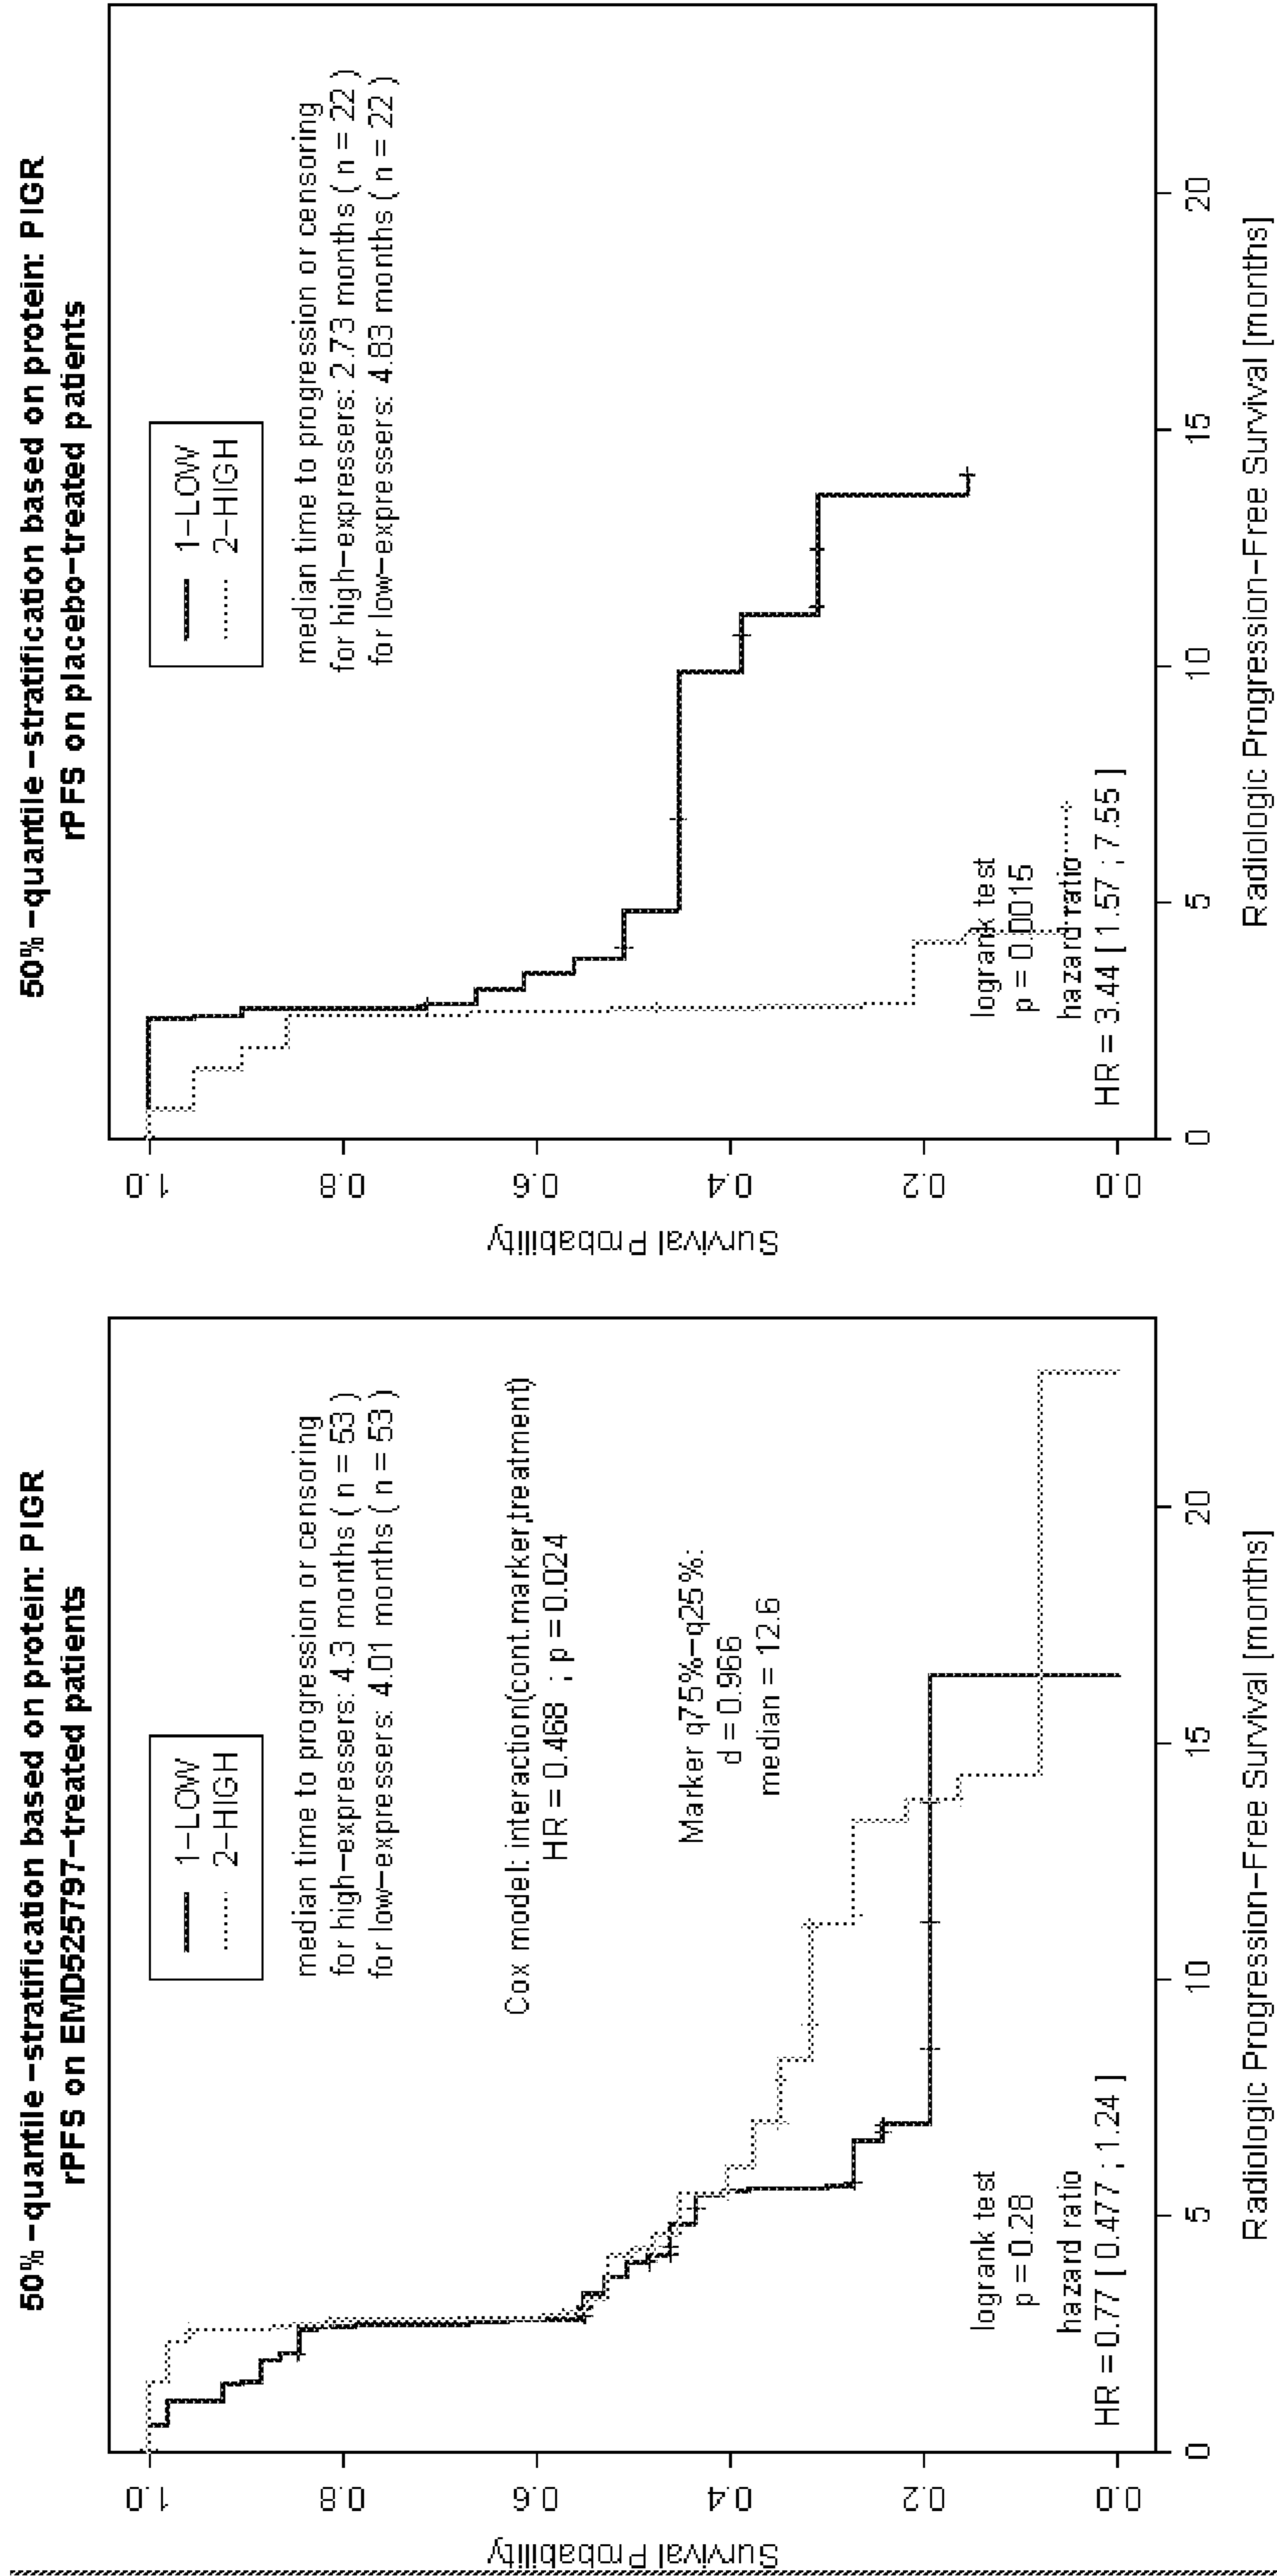 50%-quantile-stratification based on protein: PIGR
rPFS on EMD525797-treated patients
1-LOW
2-HIGH
median time to progression or censoring
for high-expressers: 4.3 months ( n = 53 )
for low-expressers: 4.01 months ( n = 53 )
Cox model: interaction(cont.marker,treatment)
HR = 0.468 ; p = 0.024
Marker q75%-q25%:
d = 0.966
median = 12.6
logrank test
p = 0.28
hazard ratio
HR = 0.77 [ 0.477 ; 1.24 ]
Survival Probability
1.0
0.8
0.6
0.4
0.2
0.0
0
5
10
15
20
Radiologic Progression-Free Survival [months]
50%-quantile-stratification based on protein: PIGR
rPFS on placebo-treated patients
1-LOW
2-HIGH
median time to progression or censoring
for high-expressers: 2.73 months ( n = 22 )
for low-expressers: 4.83 months ( n = 22 )
logrank test
p = 0.0015
hazard ratio
HR = 3.44 [ 1.57 ; 7.55 ]
Survival Probability
1.0
0.8
0.6
0.4
0.2
0.0
0
5
10
15
20
Radiologic Progression-Free Survival [months]